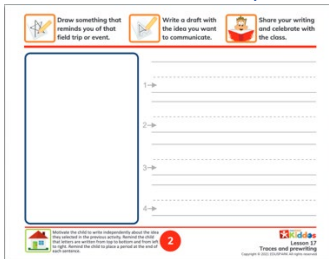 Draw something that
reminds you of that
field trip or event.
Write a draft with
the idea you want
to communicate.
Share your writing
and celebrate with
the class.
1
2
3
4
Motivate the child to write independently about the idea
they selected in the previous activity. Remind the child
that letters are written from top to bottom and from left
to right. Remind the child to place a period at the end of
each sentence.
2
Kiddos
Lesson 17
Traces and prewriting